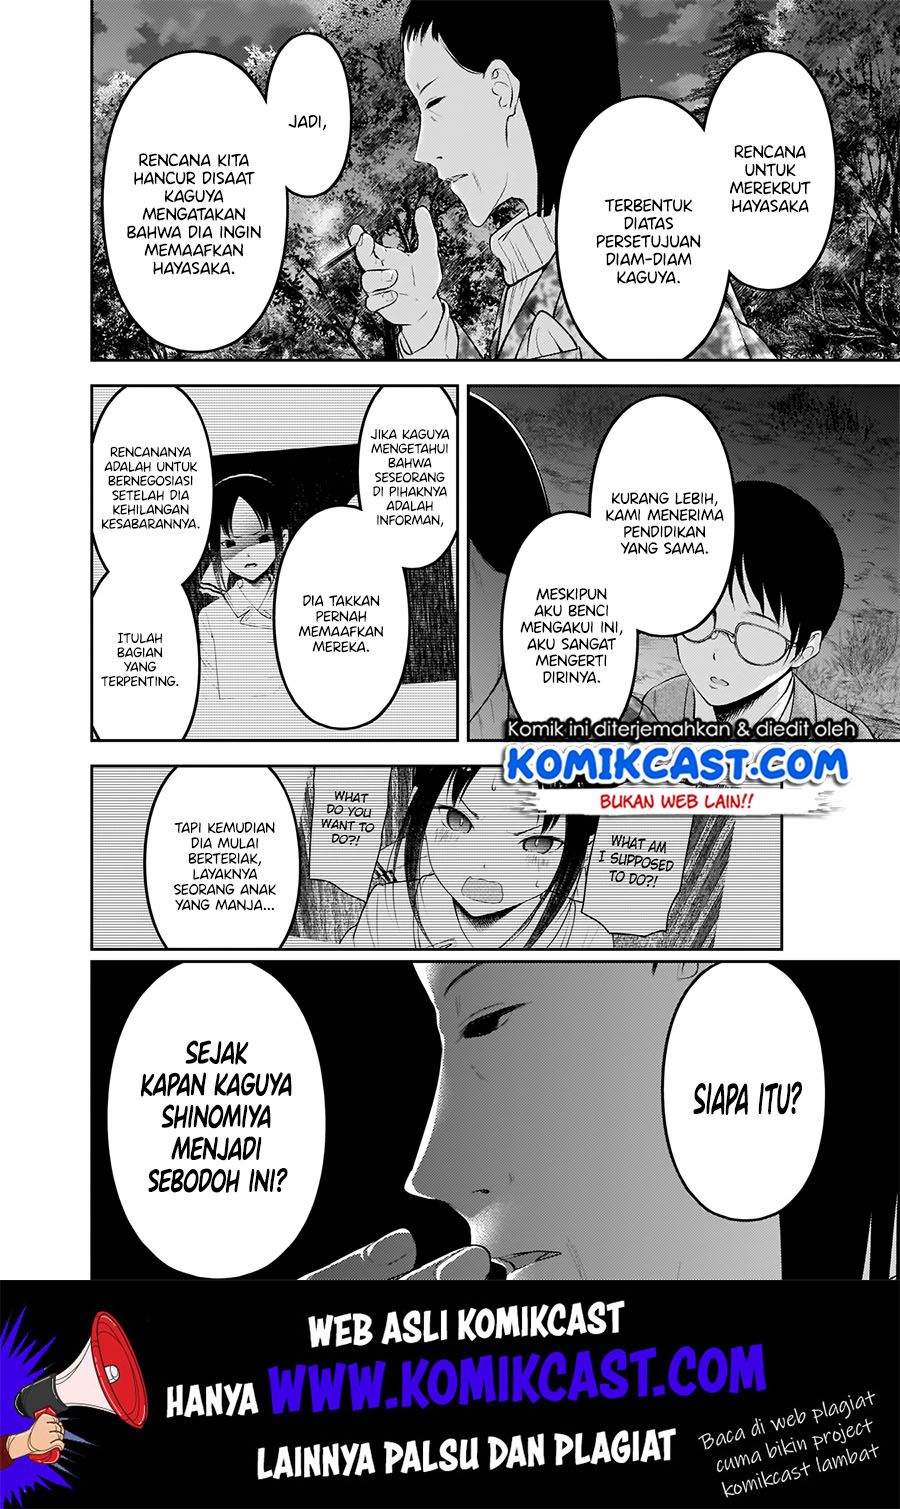 RENCANA
UNTUK
MEREKRUT
HAYASAKA
TERBENTUK
DIATAS
PERSETUJUAN
DIAM-DIAM
KAGUYA.
JADI,
RENCANA KITA
HANCUR DISAAT
KAGUYA
MENGATAKAN
BAHWA DIA INGIN
MEMAAFKAN
HAYASAKA.
KURANG LEBIH,
KAMI MENERIMA
PENDIDIKAN
YANG SAMA.
MESKIPUN
AKU BENCI
MENGAKUI INI,
AKU SANGAT
MENGERTI
DIRINYA.
JIKA KAGUYA
MENGETAHUI
BAHWA
SESEORANG
DI PIHAKNYA
ADALAH
INFORMAN,
DIA TAKKAN
PERNAH
MEMAAFKAN
MEREKA.
RENCANANYA
ADALAH UNTUK
BERNEGOSIASI
SETELAH DIA
KEHILANGAN
KESABARANNYA.
ITULAH
BAGIAN
YANG
TERPENTING.
Komik ini diterjemahkan & diedit oleh
KOMIKCAST.COM
BUKAN WEB LAIN!!
WHAT AM
I SUPPOSED
TO DO?!
WHAT
DO YOU
WANT TO
DO?!
TAPI KEMUDIAN
DIA MULAI
BERTERIAK,
LAYAKNYA
SEORANG ANAK
YANG MANJA...
SIAPA ITU?
SEJAK
KAPAN KAGUYA
SHINOMIYA
MENJADI
SEBODOH INI?
WEB ASLI KOMIKCAST
HANYA WWW.KOMIKCAST.COM
LAINNYA PALSU DAN PLAGIAT
Baca di web plagiat
cuma bikin project
komikcast lambat